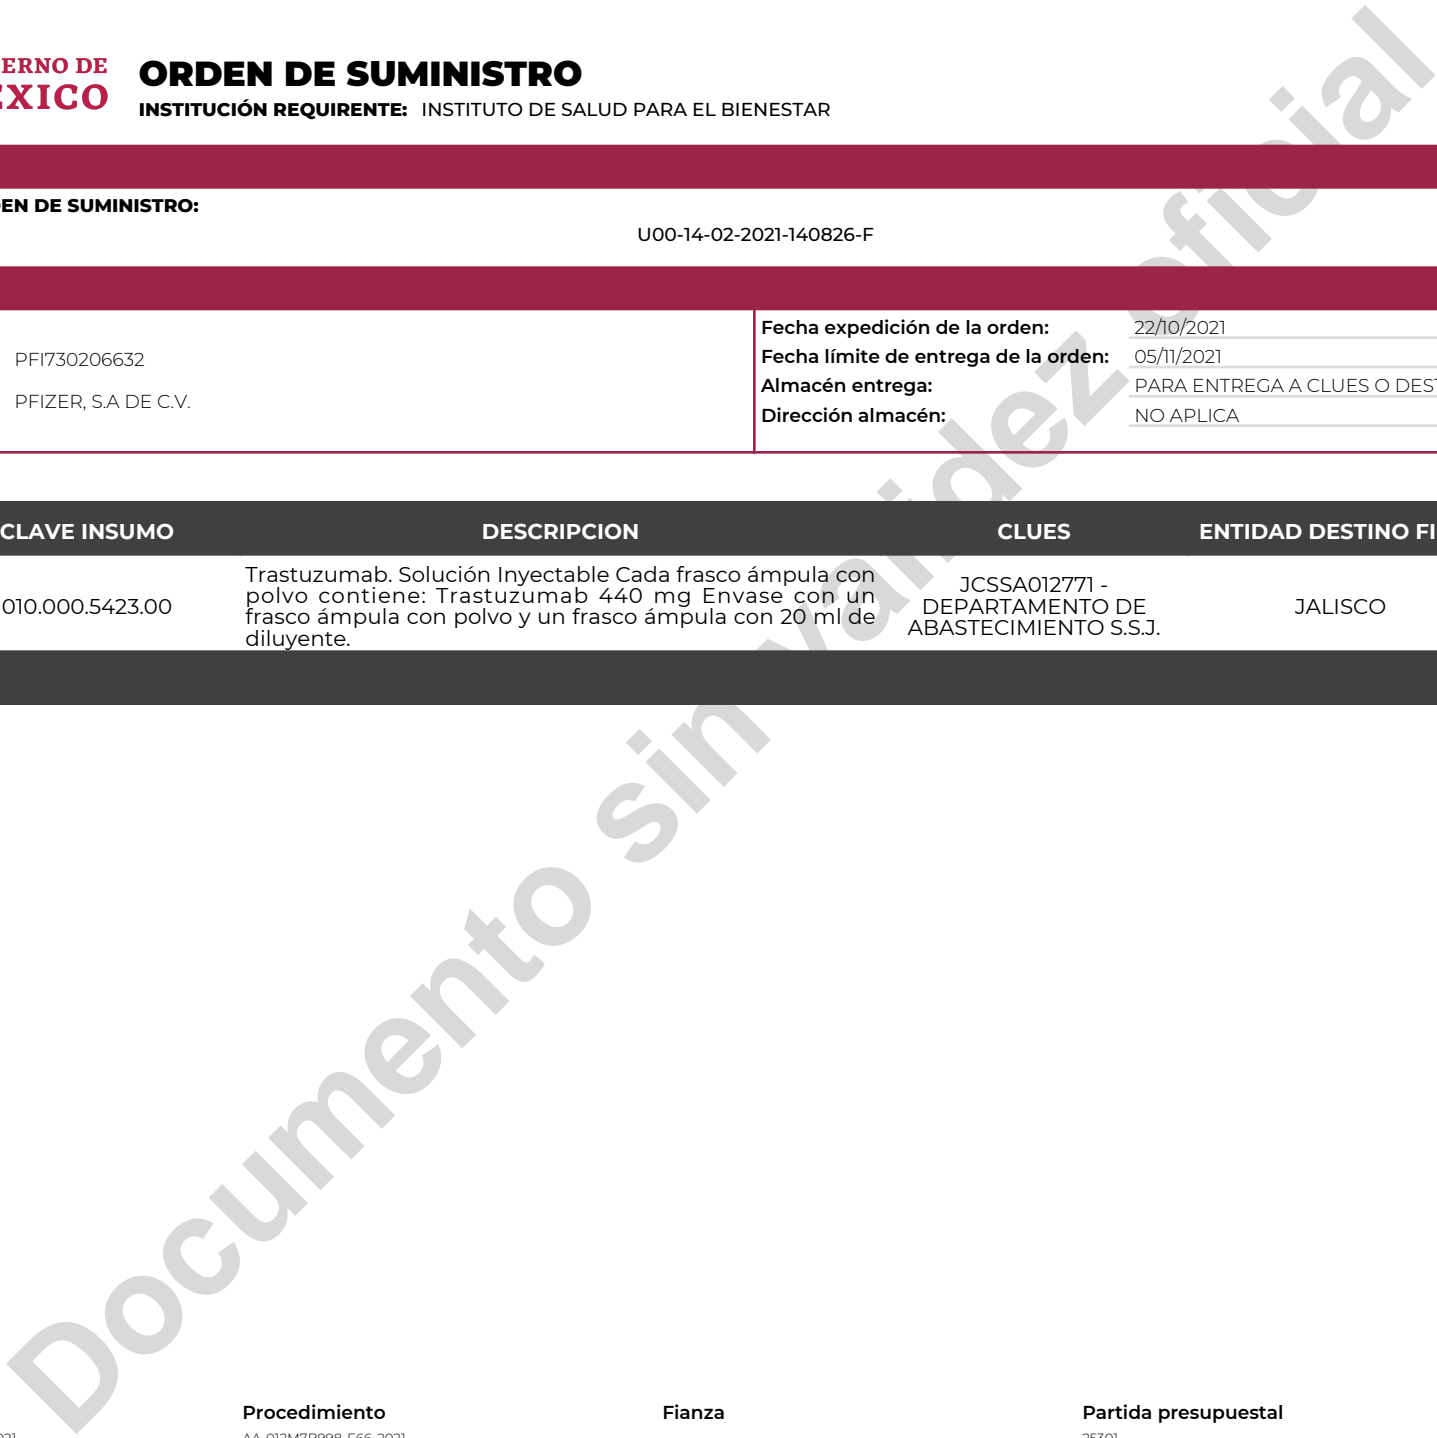 ERNO DE
ÉXICO
ORDEN DE SUMINISTRO
INSTITUCIÓN REQUIRENTE: INSTITUTO DE SALUD PARA EL BIENESTAR
EN DE SUMINISTRO:
U00-14-02-2021-140826-F
PFI730206632
PFIZER, S.A DE C.V.
Fecha expedición de la orden: 22/10/2021
Fecha límite de entrega de la orden: 05/11/2021
Almacén entrega: PARA ENTREGA A CLUES O DEST
Dirección almacén: NO APLICA
CLAVE INSUMO DESCRIPCION CLUES ENTIDAD DESTINO FI
010.000.5423.00
Trastuzumab. Solución Inyectable Cada frasco ámpula con
polvo contiene: Trastuzumab 440 mg Envase con un
frasco ámpula con polvo y un frasco ámpula con 20 ml de
diluyente.
JCSSA012771 -
DEPARTAMENTO DE
ABASTECIMIENTO S.S.J.
JALISCO
Documento sin validez oficial
Procedimiento Fianza Partida presupuestal